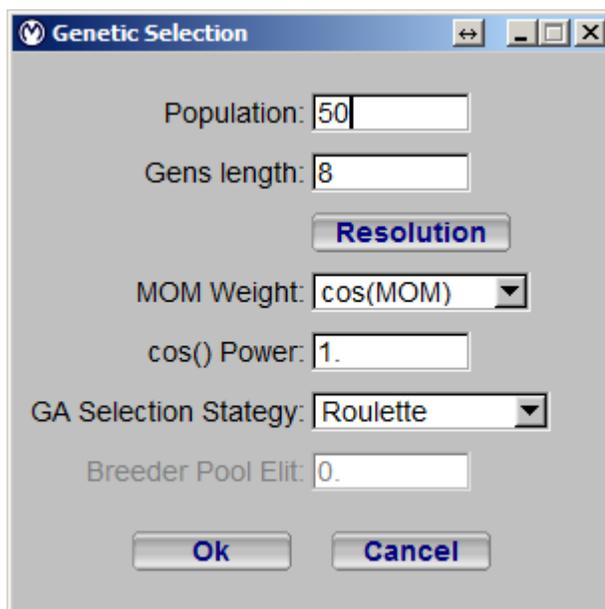 Genetic Selection
Population: 50
Gens length: 8
Resolution
MOM Weight: cos(MOM)
cos() Power: 1.
GA Selection Stategy: Roulette
Breeder Pool Elit: 0.
Ok Cancel